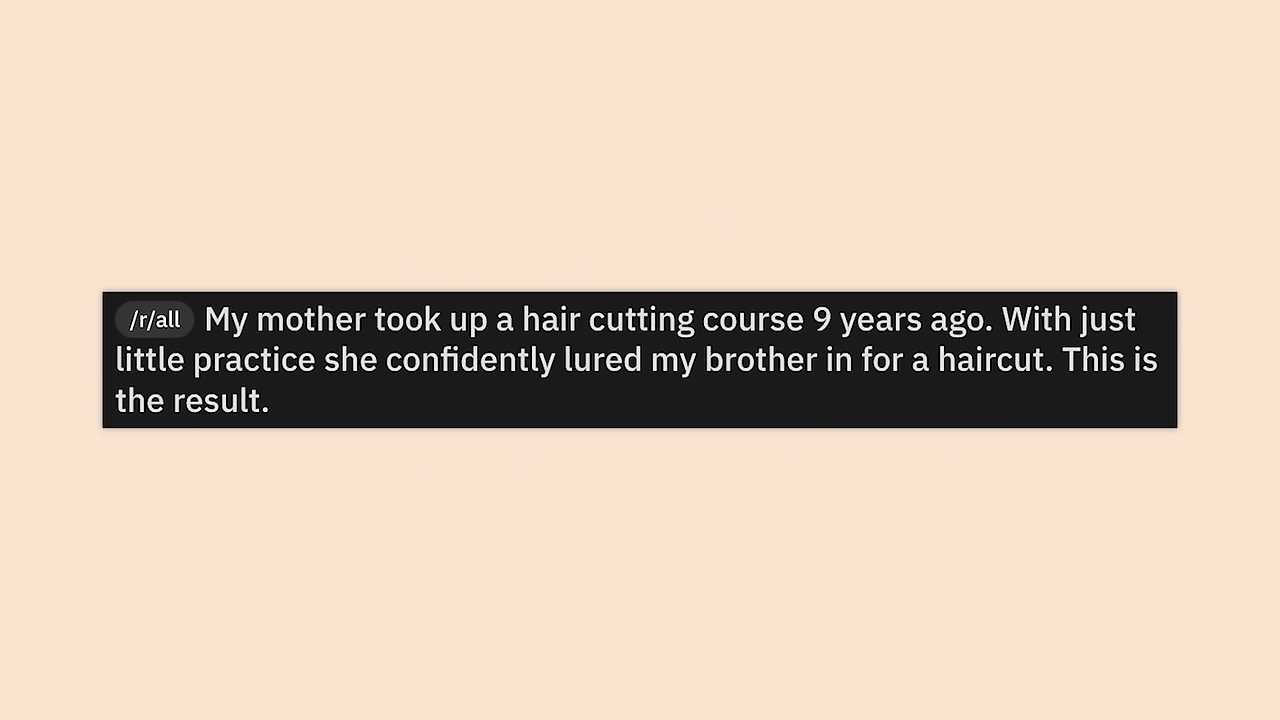 /r/all My mother took up a hair cutting course 9 years ago. With just
little practice she confidently lured my brother in for a haircut. This is
the result.